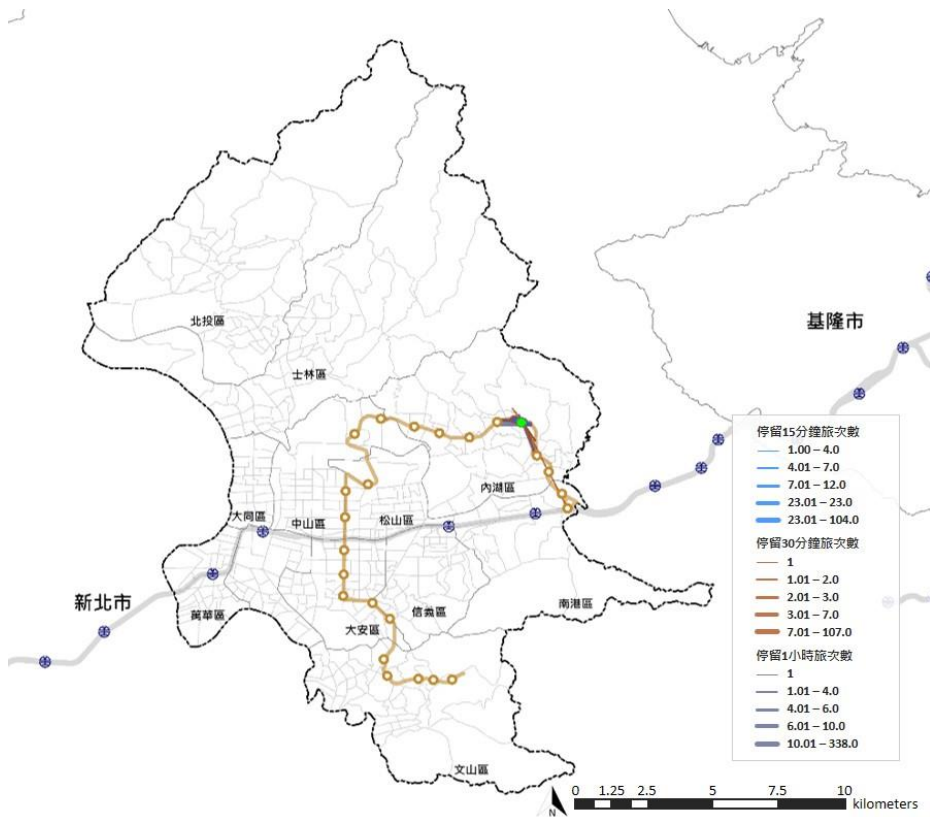 北投區
基隆市
士林區
停留15分鐘旅次數
1.00 – 4.0
4.01 – 7.0
7.01 – 12.0
23.01 – 23.0
23.01 – 104.0
停留30分鐘旅次數
1
1.01 – 2.0
2.01 – 3.0
3.01 – 7.0
7.01 – 107.0
停留1小時旅次數
1
1.01 – 4.0
4.01 – 6.0
6.01 – 10.0
10.01 – 338.0
內湖區
大同區
中山區
松山區
新北市
萬華區
大安區
信義區
南港區
文山區
N
0 1.25 2.5 5 7.5 10
kilometers